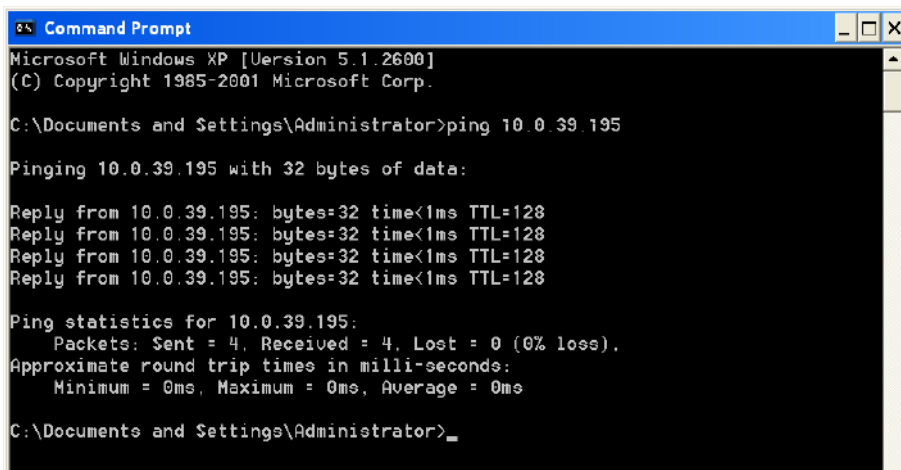 Command Prompt
Microsoft Windows XP [Version 5.1.2600]
(C) Copyright 1985-2001 Microsoft Corp.
C:\Documents and Settings\Administrator>ping 10.0.39.195
Pinging 10.0.39.195 with 32 bytes of data:
Reply from 10.0.39.195: bytes=32 time<1ms TTL=128
Reply from 10.0.39.195: bytes=32 time<1ms TTL=128
Reply from 10.0.39.195: bytes=32 time<1ms TTL=128
Reply from 10.0.39.195: bytes=32 time<1ms TTL=128
Ping statistics for 10.0.39.195:
Packets: Sent = 4, Received = 4, Lost = 0 (0% loss),
Approximate round trip times in milli-seconds:
Minimum = 0ms, Maximum = 0ms, Average = 0ms
C:\Documents and Settings\Administrator>_